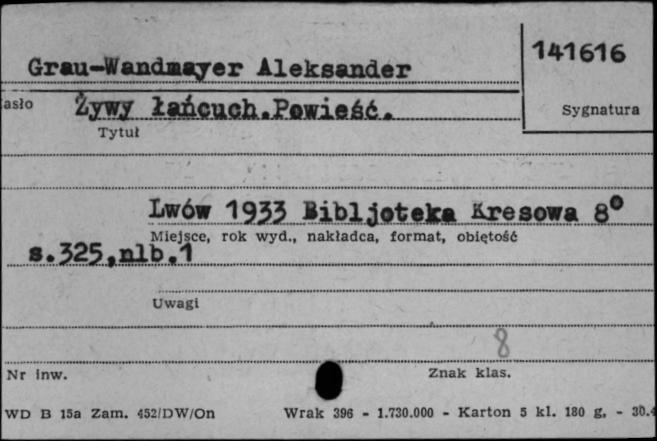 Grau-Wandmayer Aleksander
141616
asło Żywy łańcuch.Powieść.
Sygnatura
Tytuł
Lwów 1933 Bibljoteka Kresowa 8°
Miejsce, rok wyd., nakładca, format, objętość
s.325,nlb.1
Uwagi
8
Nr inw.
Znak klas.
WD B 15a Zam. 452/DW/On Wrak 396 - 1.730.000 - Karton 5 kl. 180 g, - 30.4